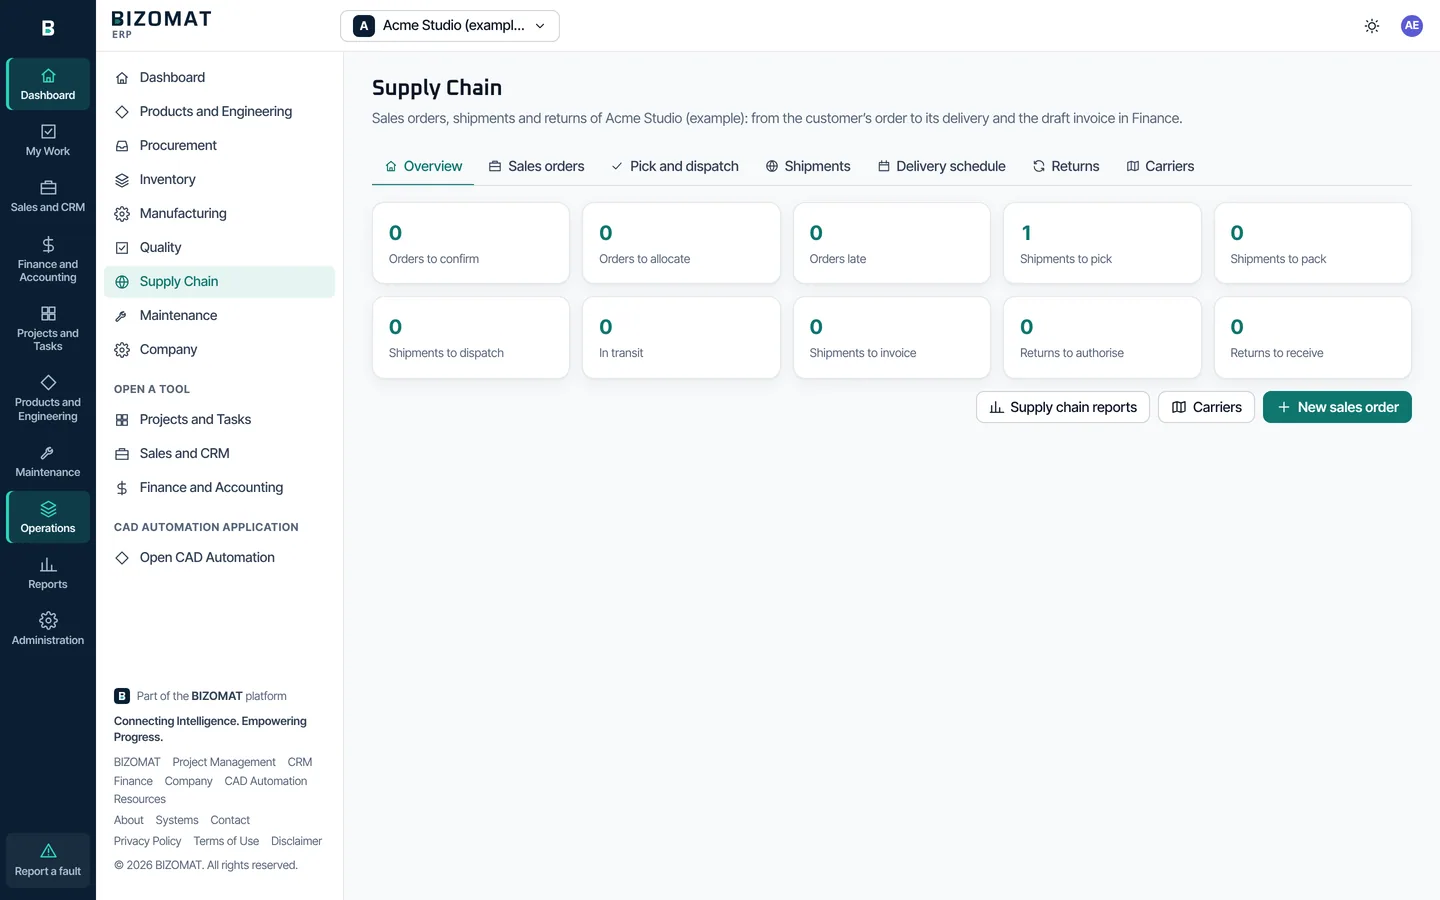 B
Dashboard
My Work
Sales and CRM
Finance and
Accounting
Projects and
Tasks
Products and
Engineering
Maintenance
Operations
Reports
Administration
Report a fault
BIZOMAT
ERP
A Acme Studio (exampl...
AE
Dashboard
Products and Engineering
Procurement
Inventory
Manufacturing
Quality
Supply Chain
Maintenance
Company
OPEN A TOOL
Projects and Tasks
Sales and CRM
Finance and Accounting
CAD AUTOMATION APPLICATION
Open CAD Automation
B Part of the BIZOMAT platform
Connecting Intelligence. Empowering
Progress.
BIZOMAT Project Management CRM
Finance Company CAD Automation
Resources
About Systems Contact
Privacy Policy Terms of Use Disclaimer
© 2026 BIZOMAT. All rights reserved.
Supply Chain
Sales orders, shipments and returns of Acme Studio (example): from the customer’s order to its delivery and the draft invoice in Finance.
Overview Sales orders Pick and dispatch Shipments Delivery schedule Returns Carriers
0 0 0 1 0
Orders to confirm Orders to allocate Orders late Shipments to pick Shipments to pack
0 0 0 0 0
Shipments to dispatch In transit Shipments to invoice Returns to authorise Returns to receive
Supply chain reports Carriers + New sales order